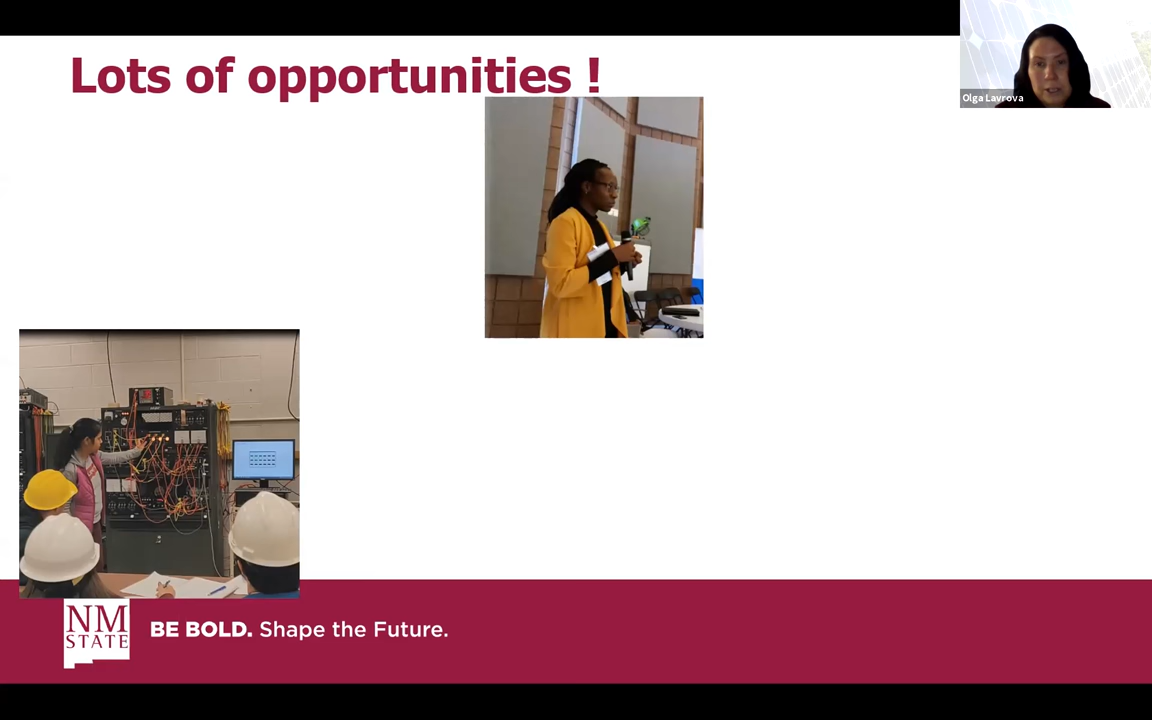 Lots of opportunities !
Olga Lavrova
NM
STATE
BE BOLD. Shape the Future.